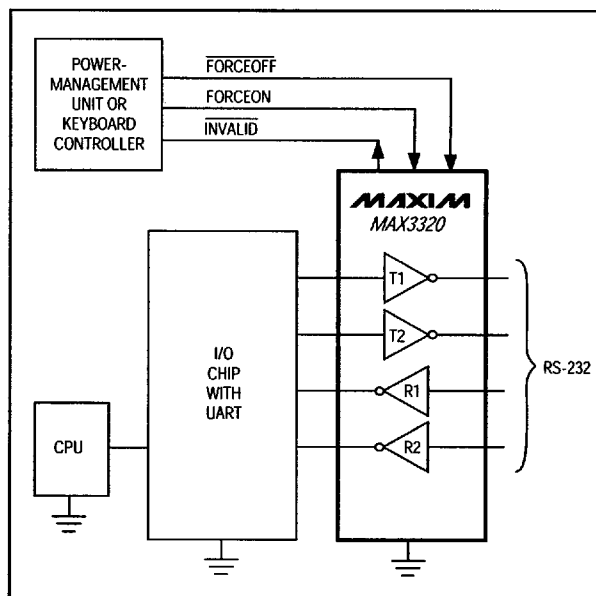 POWER-
MANAGEMENT
UNIT OR
KEYBOARD
CONTROLLER
FORCEOFF
FORCEON
INVALID
MAXIM
MAX3320
T1
T2
R1
R2
I/O
CHIP
WITH
UART
CPU
RS-232